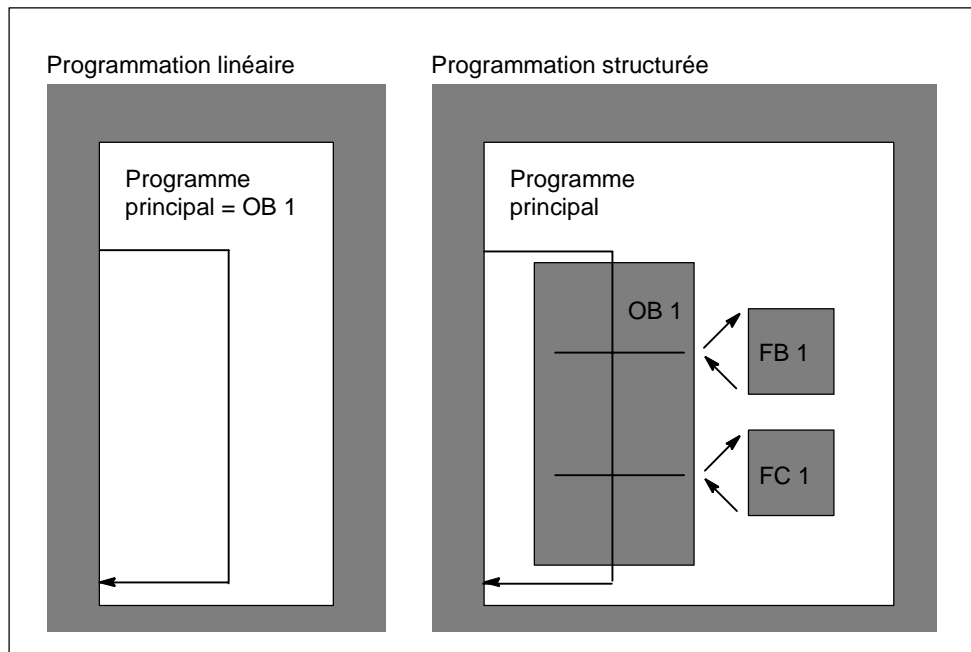 Programmation linéaire
Programme
principal = OB 1
Programmation structurée
Programme
principal
OB 1
FB 1
FC 1